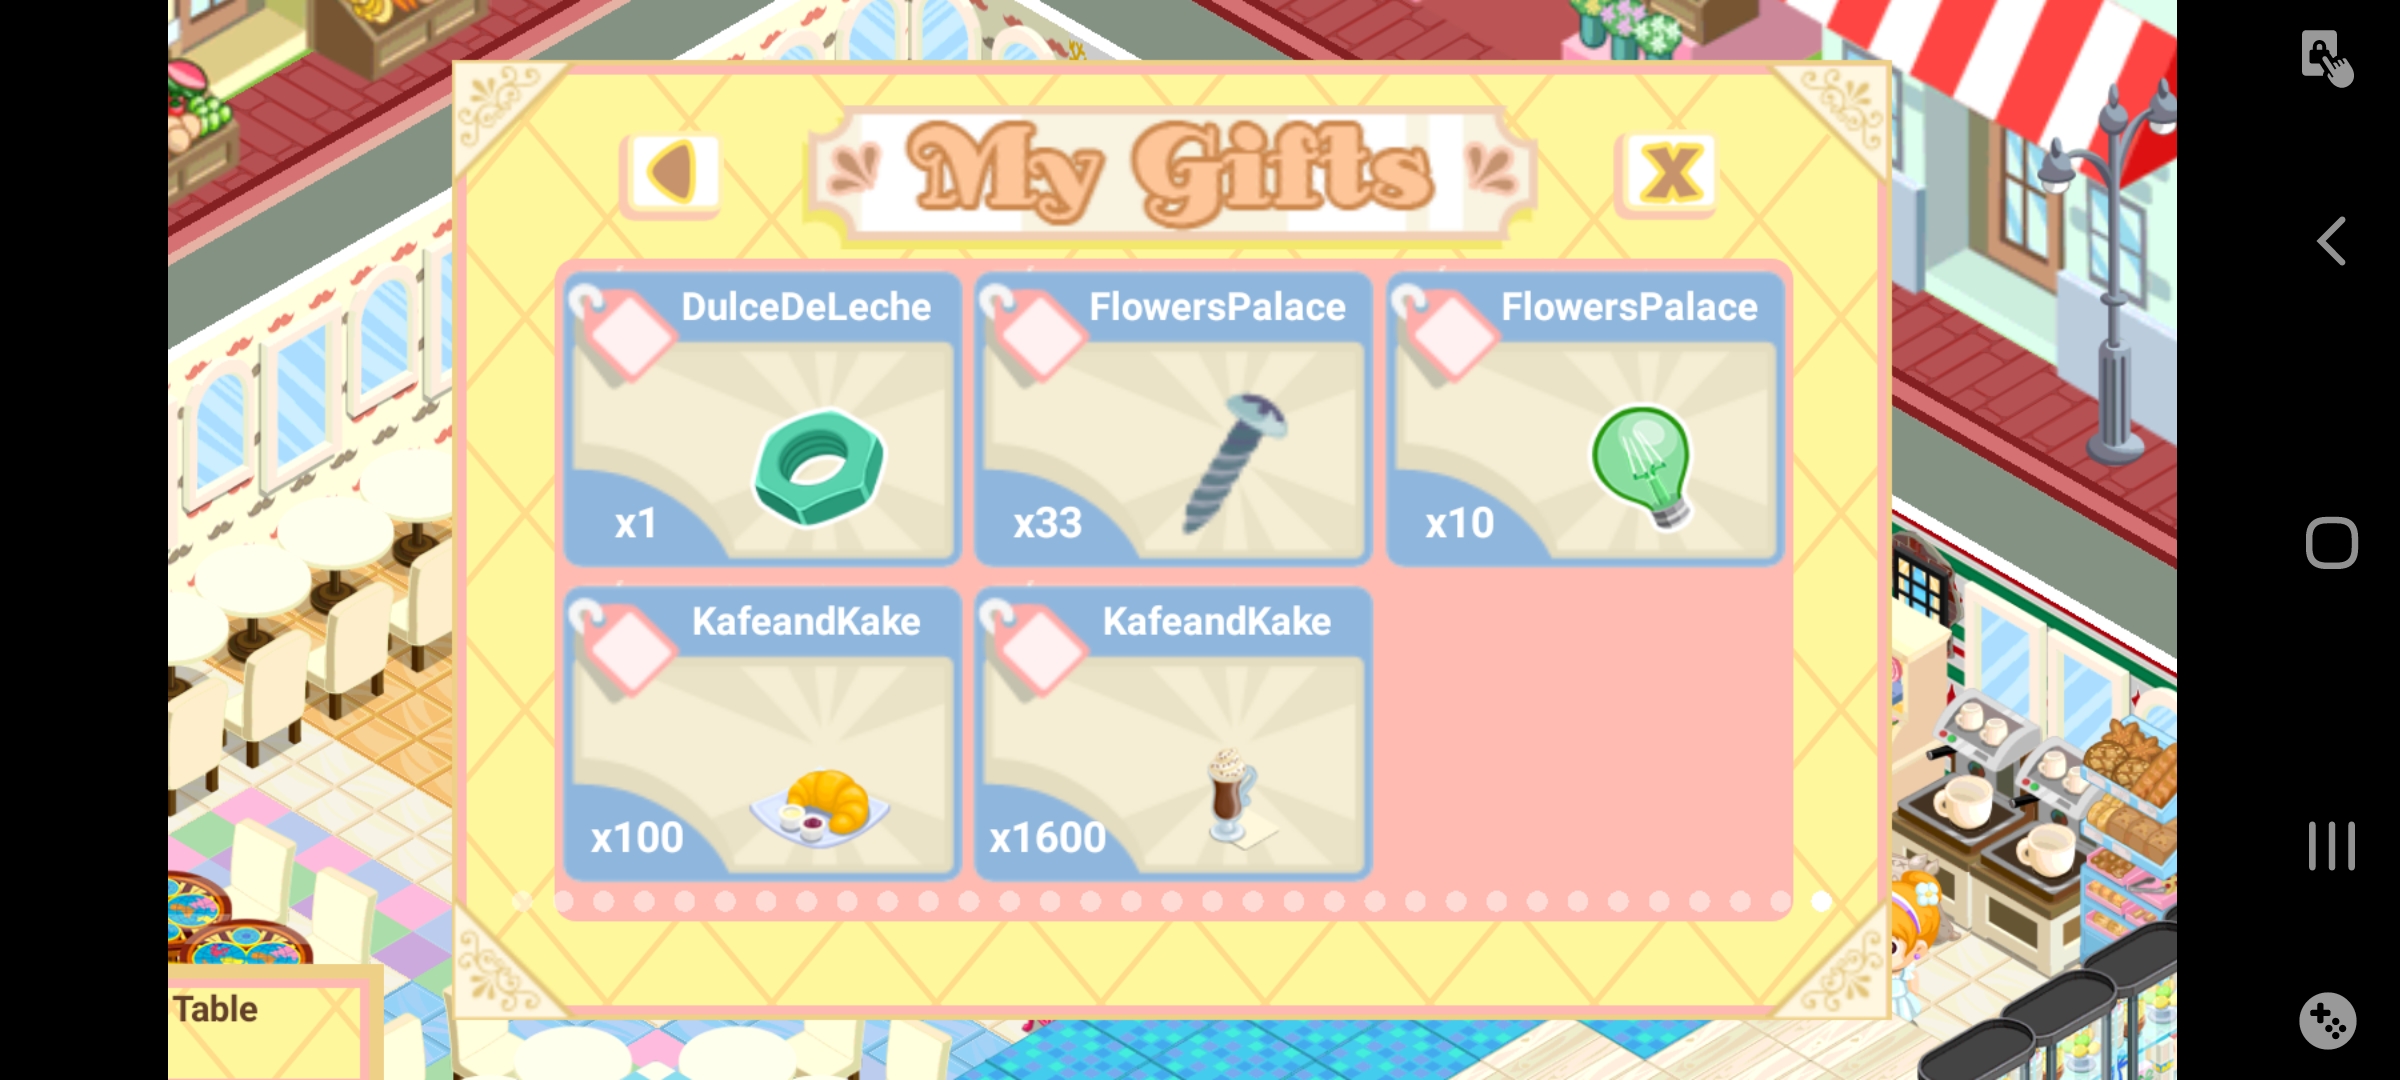 My Gifts
X
DulceDeLeche
x1
FlowersPalace
x33
FlowersPalace
x10
KafeandKake
x100
KafeandKake
x1600
Table